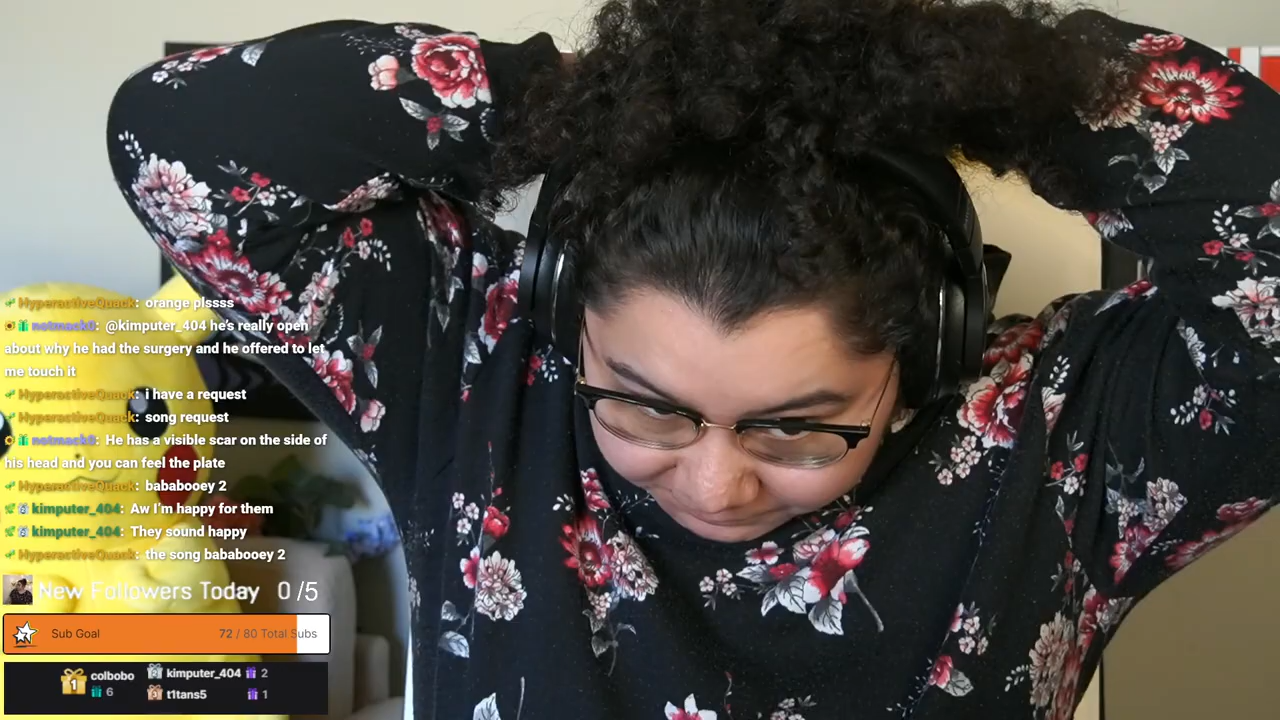 HyperactiveQuack: orange plssss
notmack0: @kimputer_404 he's really open
about why he had the surgery and he offered to let
me touch it
HyperactiveQuack: i have a request
HyperactiveQuack: song request
notmack0: He has a visible scar on the side of
his head and you can feel the plate
HyperactiveQuack: bababooey 2
kimputer_404: Aw I'm happy for them
kimputer_404: They sound happy
HyperactiveQuack: the song bababooey 2
New Followers Today 0 /5
Sub Goal 72 / 80 Total Subs
1 colbobo 6
kimputer_404 2
t1tans5 1